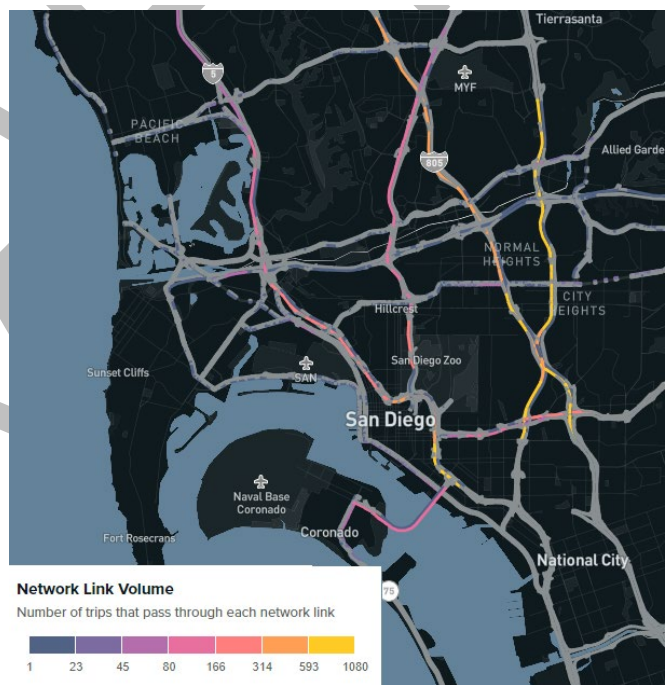 Tierrasanta
5
MYF
PACIFIC
BEACH
805
Allied Garde
NORMAL
HEIGHTS
CITY
HEIGHTS
Hillcrest
San Diego Zoo
Sunset Cliffs
SAN
San Diego
Naval Base
Coronado
Coronado
Fort Rosecrans
National City
75
Network Link Volume
Number of trips that pass through each network link
1 23 45 80 166 314 593 1080